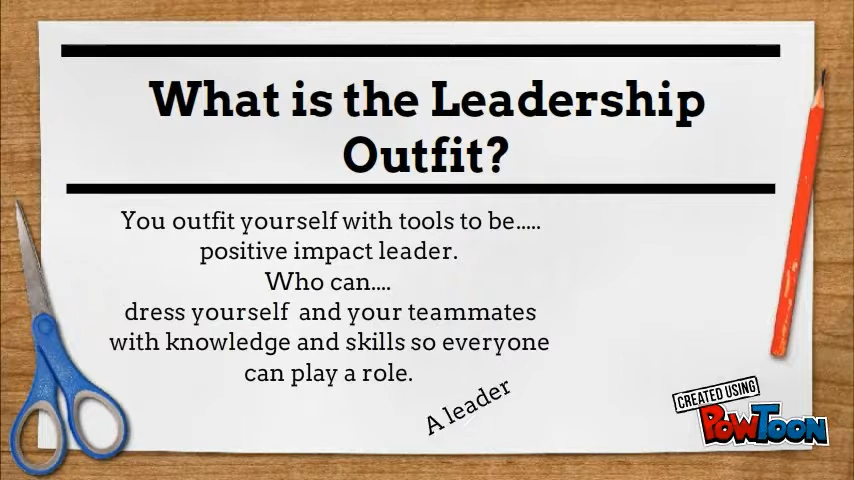 What is the Leadership
Outfit?
You outfit yourself with tools to be.....
positive impact leader.
Who can....
dress yourself  and your teammates
with knowledge and skills so everyone
can play a role.
A leader
CREATED USING
POWTOON